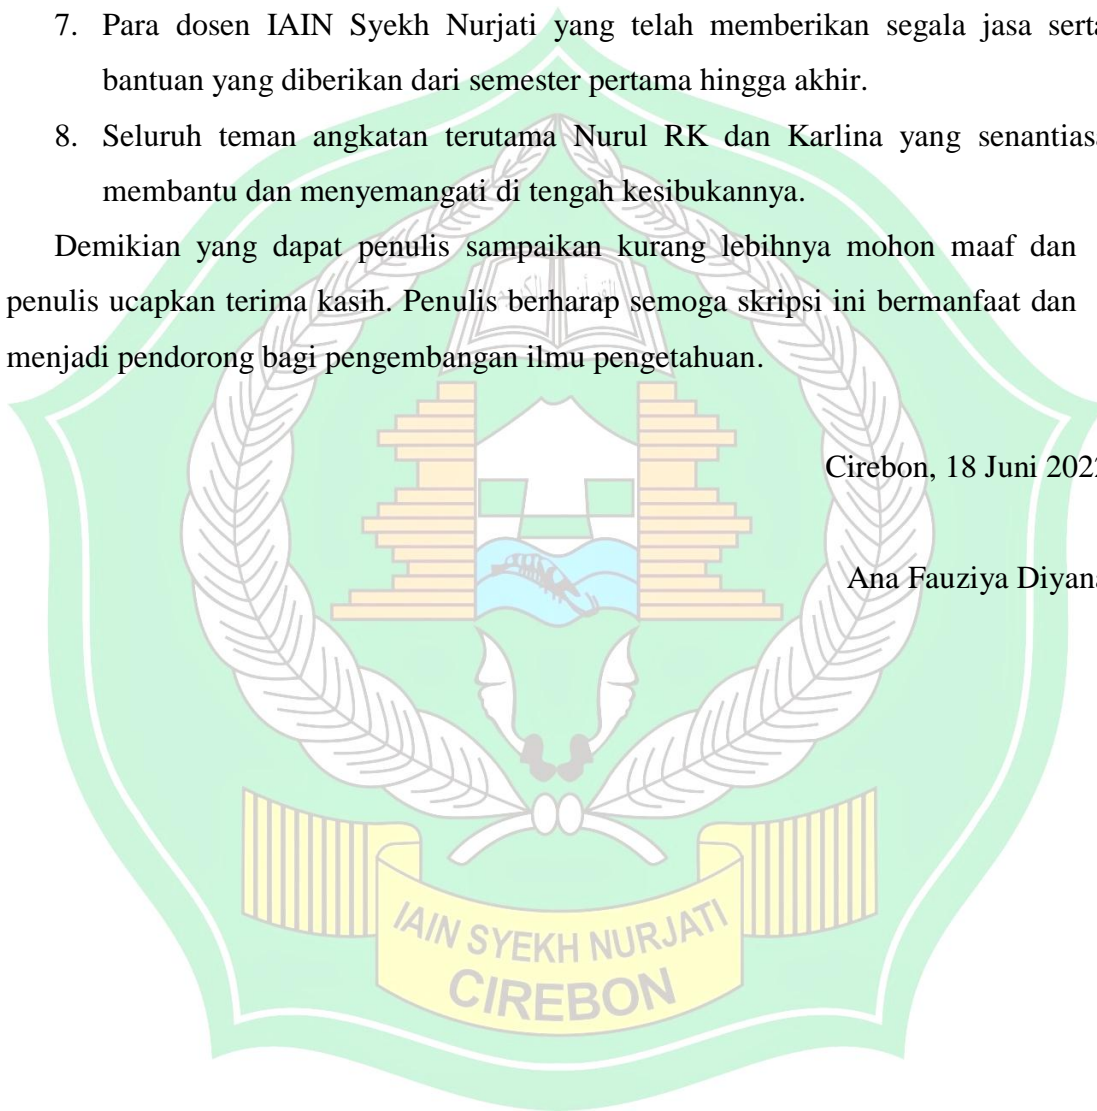 7. Para dosen IAIN Syekh Nurjati yang telah memberikan segala jasa serta
bantuan yang diberikan dari semester pertama hingga akhir.
8. Seluruh teman angkatan terutama Nurul RK dan Karlina yang senantiasa
membantu dan menyemangati di tengah kesibukannya.
Demikian yang dapat penulis sampaikan kurang lebihnya mohon maaf dan
penulis ucapkan terima kasih. Penulis berharap semoga skripsi ini bermanfaat dan
menjadi pendorong bagi pengembangan ilmu pengetahuan.
Cirebon, 18 Juni 2022
Ana Fauziya Diyana
IAIN SYEKH NURJATI
CIREBON